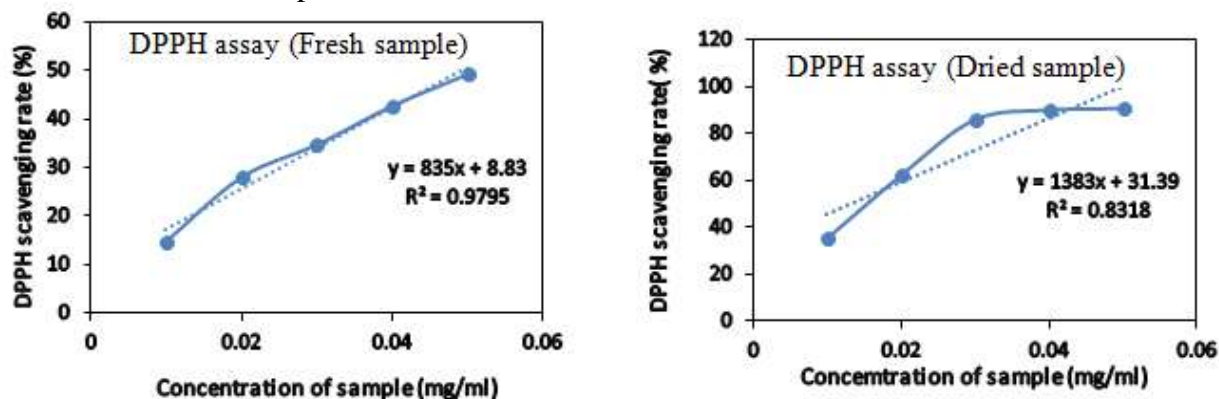 DPPH assay (Fresh sample)
DPPH scavenging rate (%)
60
50
40
30
20
10
0
y = 835x + 8.83
R² = 0.9795
0
0.02
0.04
0.06
Concentration of sample (mg/ml)
DPPH assay (Dried sample)
DPPH scavenging rate( %)
120
100
80
60
40
20
0
y = 1383x + 31.39
R² = 0.8318
0
0.02
0.04
0.06
Concemtration of sample (mg/ml)